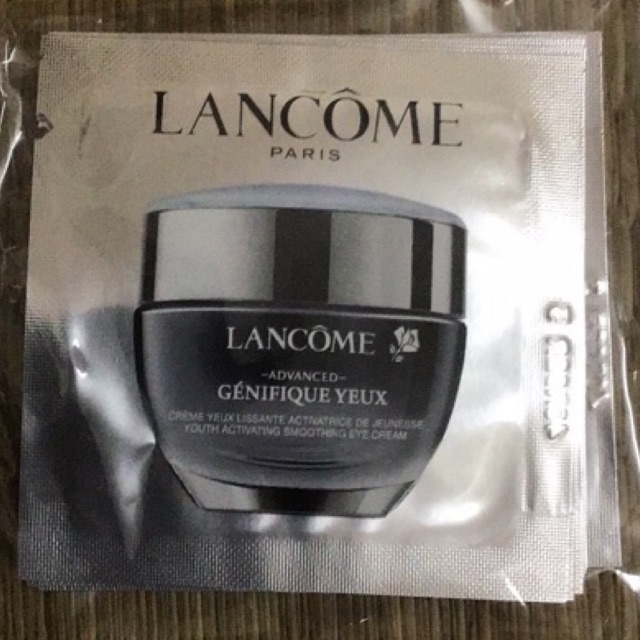 LANCÔME
PARIS
LANCÔME
-ADVANCED-
GÉNIFIQUE YEUX
CRÈME YEUX LISSANTE ACTIVATRICE DE JEUNESSE
YOUTH ACTIVATING SMOOTHING EYE CREAM